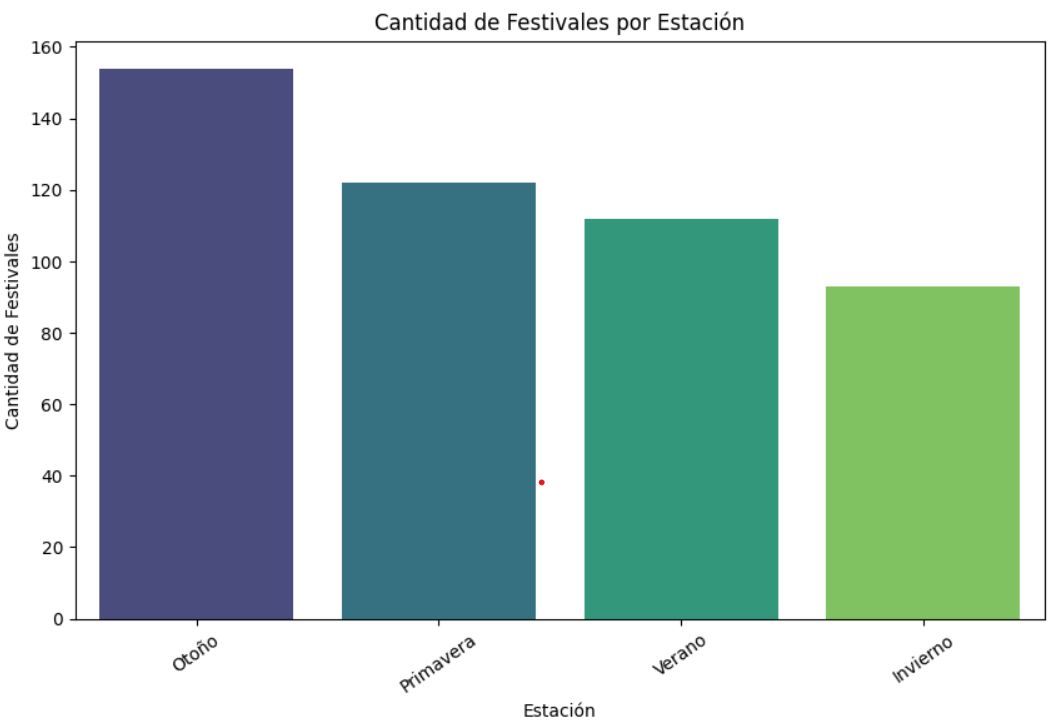 Cantidad de Festivales por Estación
Cantidad de Festivales
160
140
120
100
80
60
40
20
0
Otoño
Primavera
Verano
Invierno
Estación